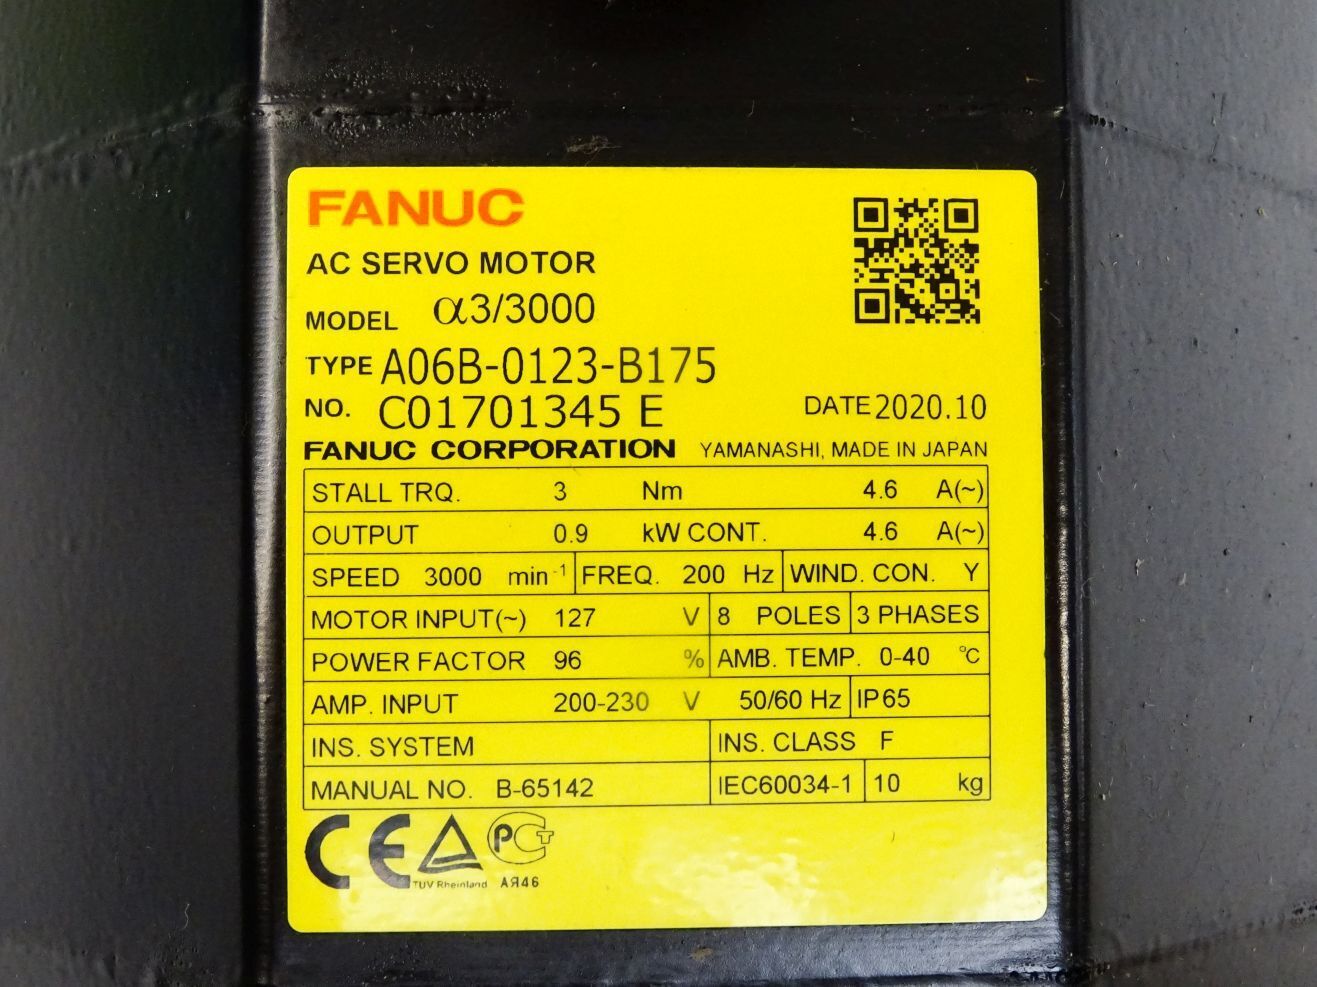 FANUC
AC SERVO MOTOR
MODEL α3/3000
TYPE A06B-0123-B175
NO. C01701345 E DATE 2020.10
FANUC CORPORATION YAMANASHI, MADE IN JAPAN
STALL TRQ. 3 Nm 4.6 A(~)
OUTPUT 0.9 kW CONT. 4.6 A(~)
SPEED 3000 min⁻¹ FREQ. 200 Hz WIND. CON. Y
MOTOR INPUT(~) 127 V 8 POLES 3 PHASES
POWER FACTOR 96 % AMB. TEMP. 0-40 °C
AMP. INPUT 200-230 V 50/60 Hz IP65
INS. SYSTEM INS. CLASS F
MANUAL NO. B-65142 IEC60034-1 10 kg
CE PCT
TUV Rheinland AЯ46